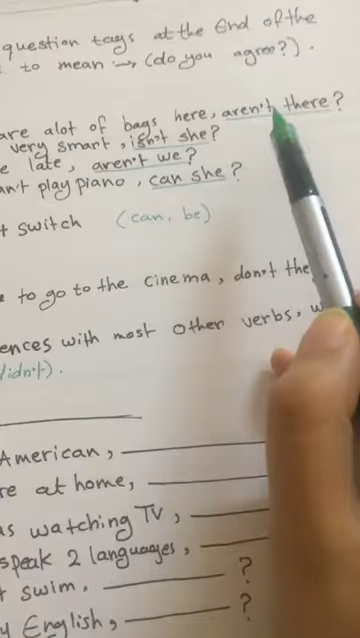 question tags at the end of the
to mean → (do you agree?).
are alot of bags here, aren't there?
very smart, isn't she?
e late, aren't we?
an't play piano, can she?
t switch (can, be)
e to go to the cinema, don't the
ences with most other verbs, w
didn't).
American,
re at home,
as watching TV,
speak 2 languages,
t swim. ?
y English, ?